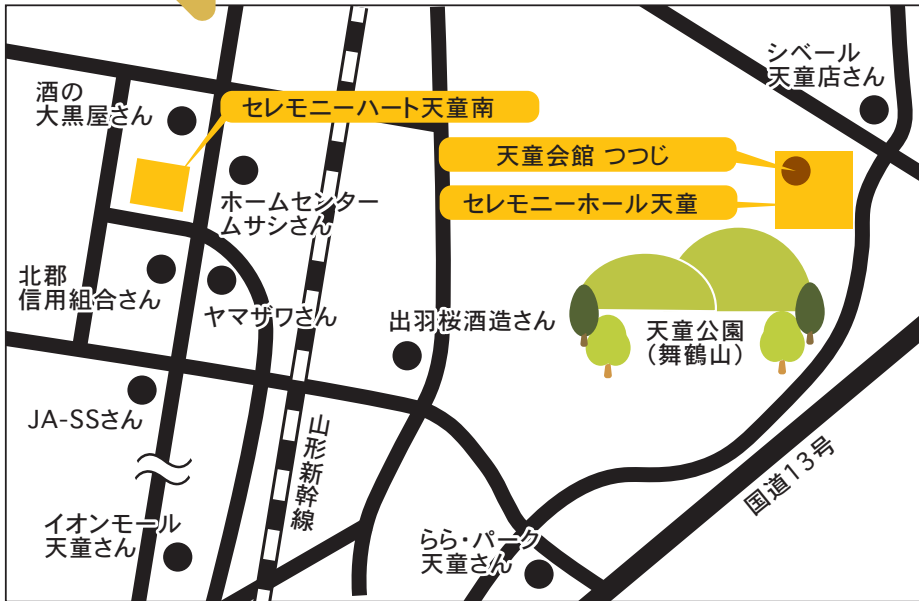 シベール
天童店さん
酒の
大黒屋さん
セレモニーハート天童南
天童会館 つつじ
セレモニーホール天童
ホームセンター
ムサシさん
北郡
信用組合さん
ヤマザワさん
出羽桜酒造さん
天童公園
（舞鶴山）
JA-SSさん
山形新幹線
国道13号
イオンモール
天童さん
らら・パーク
天童さん